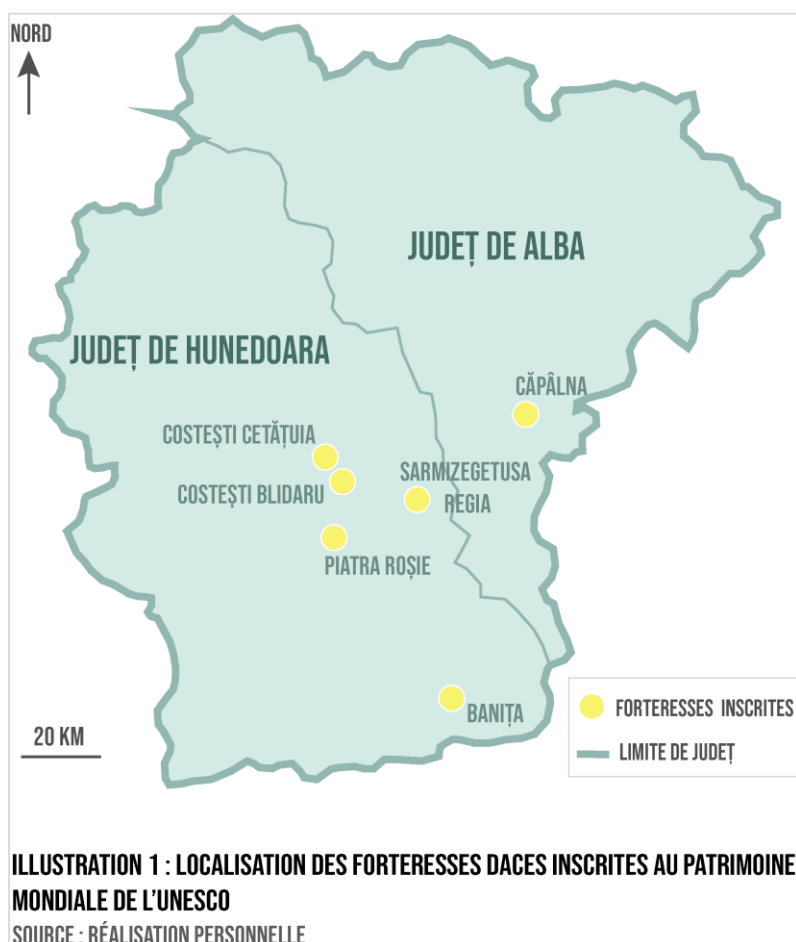 NORD
JUDEȚ DE ALBA
JUDEȚ DE HUNEDOARA
CĂPÂLNA
COSTEȘTI CETĂȚUIA
SARMIZEGETUSA
REGIA
COSTEȘTI BLIDARU
PIATRA ROȘIE
BANIȚA
20 KM
FORTERESSES INSCRITES
LIMITE DE JUDEȚ
ILLUSTRATION 1 : LOCALISATION DES FORTERESSES DACES INSCRITES AU PATRIMOINE
MONDIALE DE L'UNESCO
SOURCE : RÉALISATION PERSONNELLE